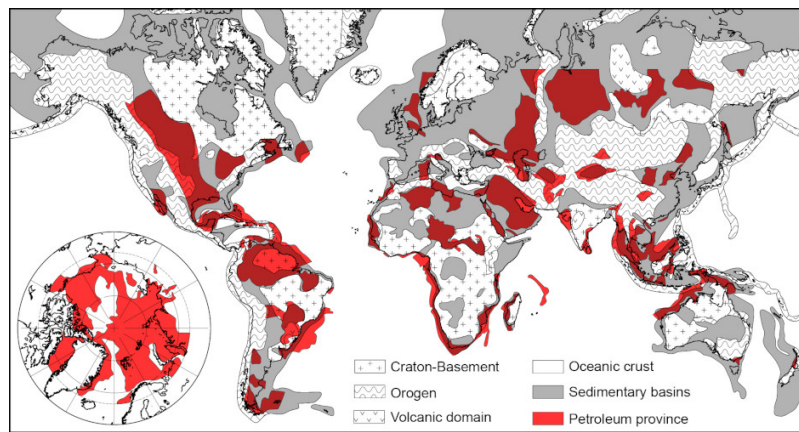 Craton-Basement
Orogen
Volcanic domain
Oceanic crust
Sedimentary basins
Petroleum province